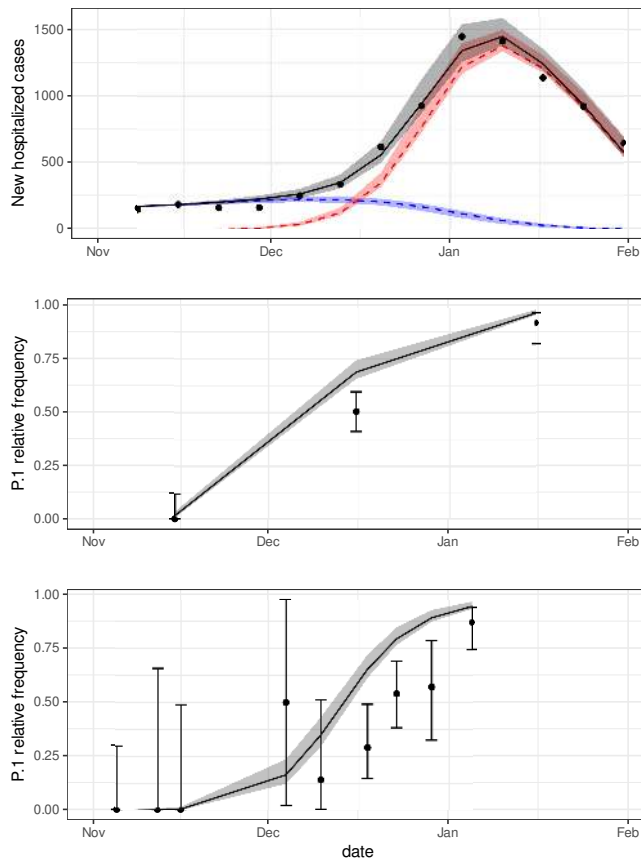 New hospitalized cases
1500
1000
500
0
Nov
Dec
Jan
Feb
P.1 relative frequency
1.00
0.75
0.50
0.25
0.00
Nov
Dec
Jan
Feb
P.1 relative frequency
1.00
0.75
0.50
0.25
0.00
Nov
Dec
Jan
Feb
date